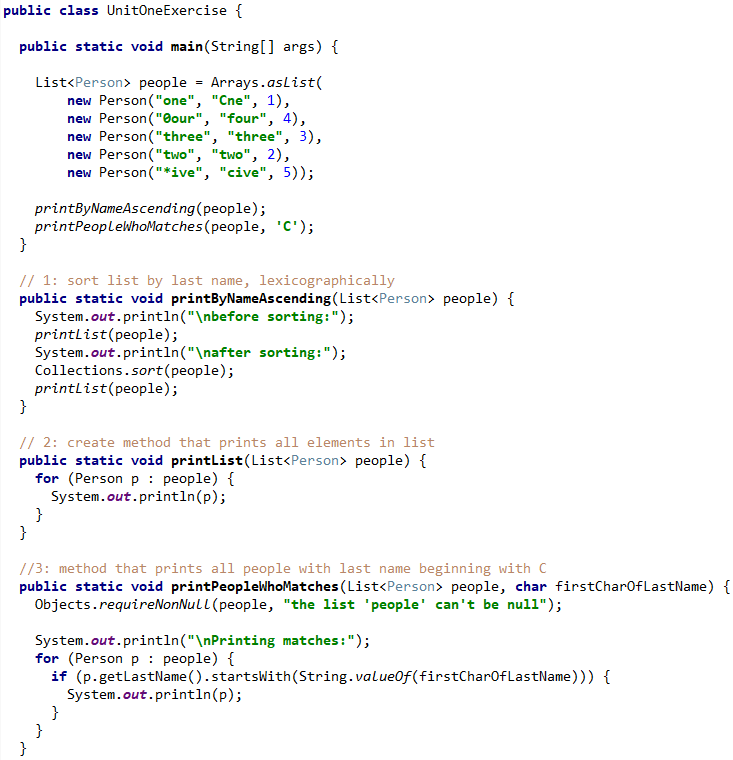 public class UnitOneExercise {
public static void main(String[] args) {
List<Person> people = Arrays.asList(
new Person("one", "Cne", 1),
new Person("0our", "four", 4),
new Person("three", "three", 3),
new Person("two", "two", 2),
new Person("*ive", "cive", 5));
printByNameAscending(people);
printPeopleWhoMatches(people, 'C');
}
// 1: sort list by last name, lexicographically
public static void printByNameAscending(List<Person> people) {
System.out.println("\nbefore sorting:");
printList(people);
System.out.println("\nafter sorting:");
Collections.sort(people);
printList(people);
}
// 2: create method that prints all elements in list
public static void printList(List<Person> people) {
for (Person p : people) {
System.out.println(p);
}
}
//3: method that prints all people with last name beginning with C
public static void printPeopleWhoMatches(List<Person> people, char firstCharOfLastName) {
Objects.requireNonNull(people, "the list 'people' can't be null");
System.out.println("\nPrinting matches:");
for (Person p : people) {
if (p.getLastName().startsWith(String.valueOf(firstCharOfLastName))) {
System.out.println(p);
}
}
}